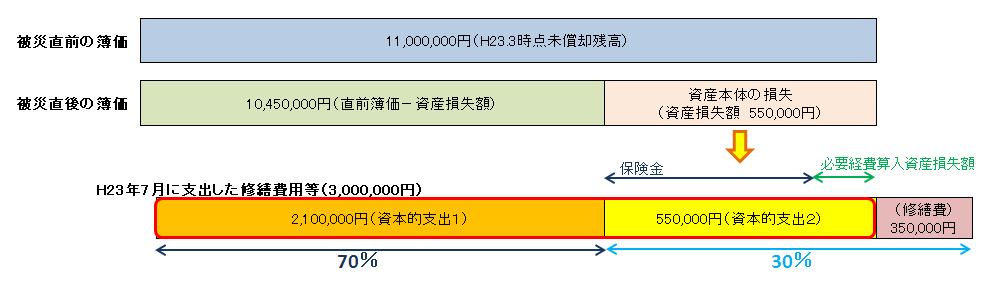 被災直前の簿価
11,000,000円（H23.3時点未償却残高）
被災直後の簿価
10,450,000円（直前簿価－資産損失額）
資産本体の損失
（資産損失額 550,000円）
保険金
必要経費算入資産損失額
H23年7月に支出した修繕費用等（3,000,000円）
2,100,000円（資本的支出１）
550,000円（資本的支出２）
（修繕費）
350,000円
70%
30%